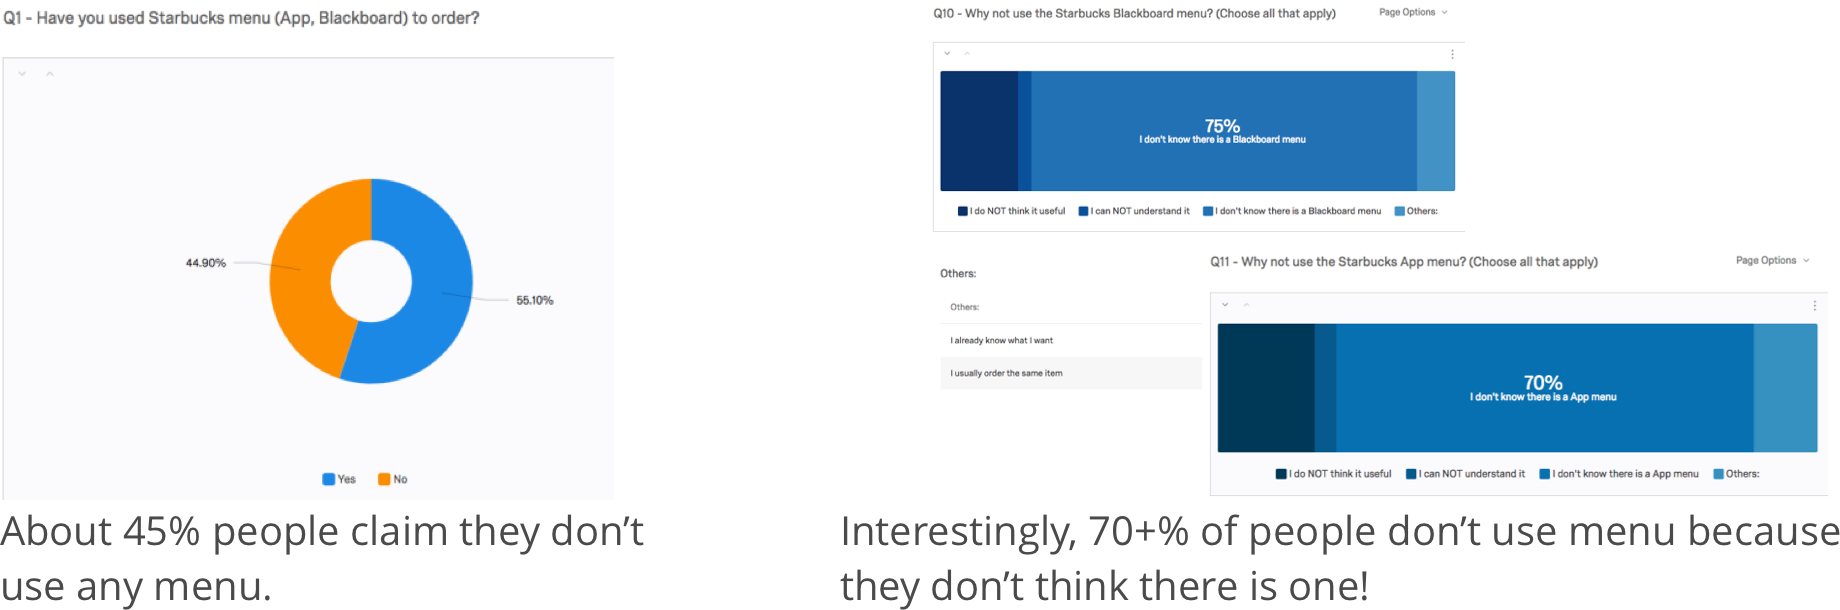 Q1 - Have you used Starbucks menu (App, Blackboard) to order?
44.90%
55.10%
Yes No
About 45% people claim they don’t
use any menu.
Q10 - Why not use the Starbucks Blackboard menu? (Choose all that apply)
Page Options
75%
I don't know there is a Blackboard menu
I do NOT think it useful I can NOT understand it I don't know there is a Blackboard menu Others:
Others:
Others:
I already know what I want
I usually order the same item
Q11 - Why not use the Starbucks App menu? (Choose all that apply)
Page Options
70%
I don't know there is a App menu
I do NOT think it useful I can NOT understand it I don't know there is a App menu Others:
Interestingly, 70+% of people don’t use menu because
they don’t think there is one!